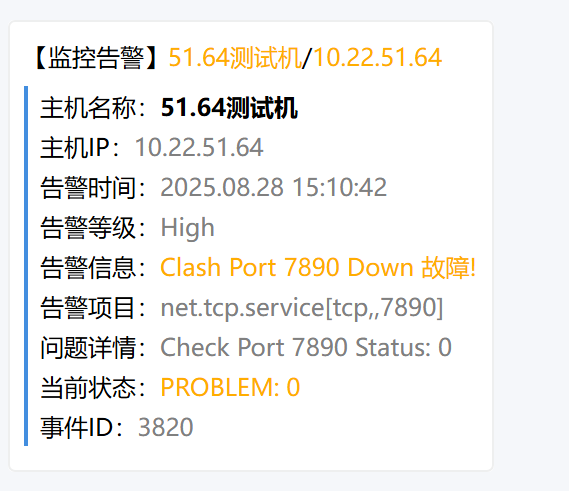 【监控告警】51.64测试机/10.22.51.64
主机名称：51.64测试机
主机IP：10.22.51.64
告警时间：2025.08.28 15:10:42
告警等级：High
告警信息：Clash Port 7890 Down 故障!
告警项目：net.tcp.service[tcp,,7890]
问题详情：Check Port 7890 Status: 0
当前状态：PROBLEM: 0
事件ID：3820